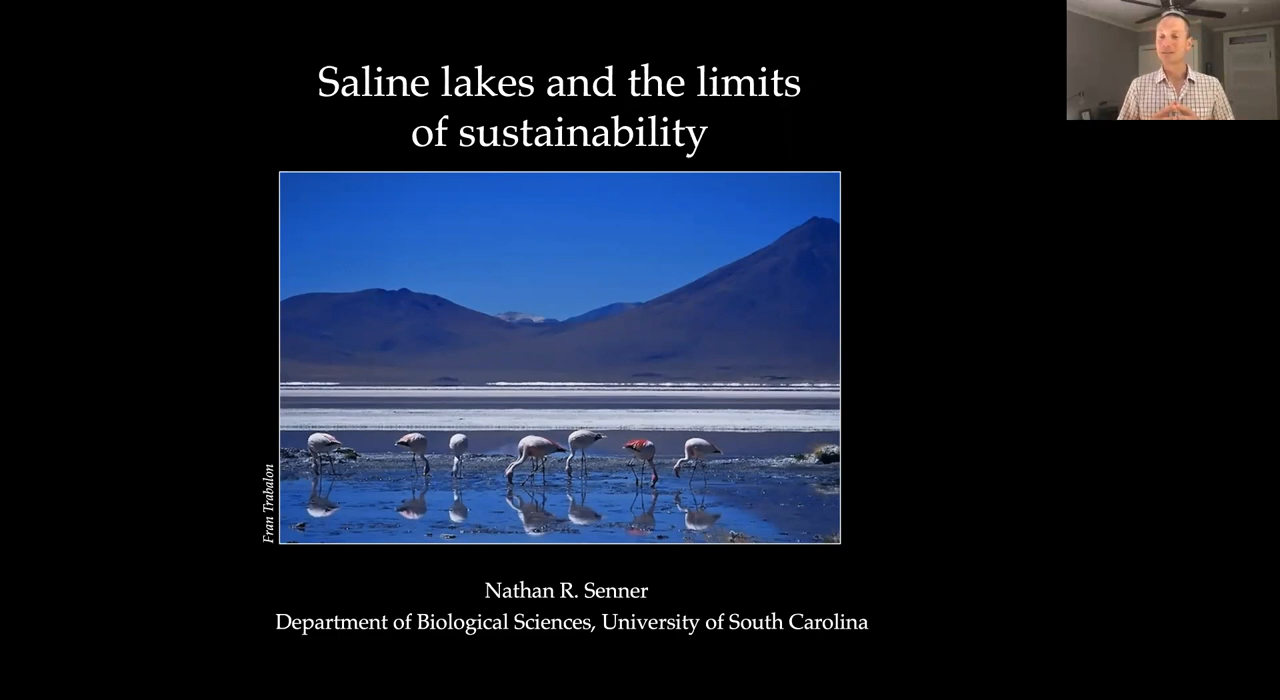 Saline lakes and the limits
of sustainability
Fran Trabalon
Nathan R. Senner
Department of Biological Sciences, University of South Carolina